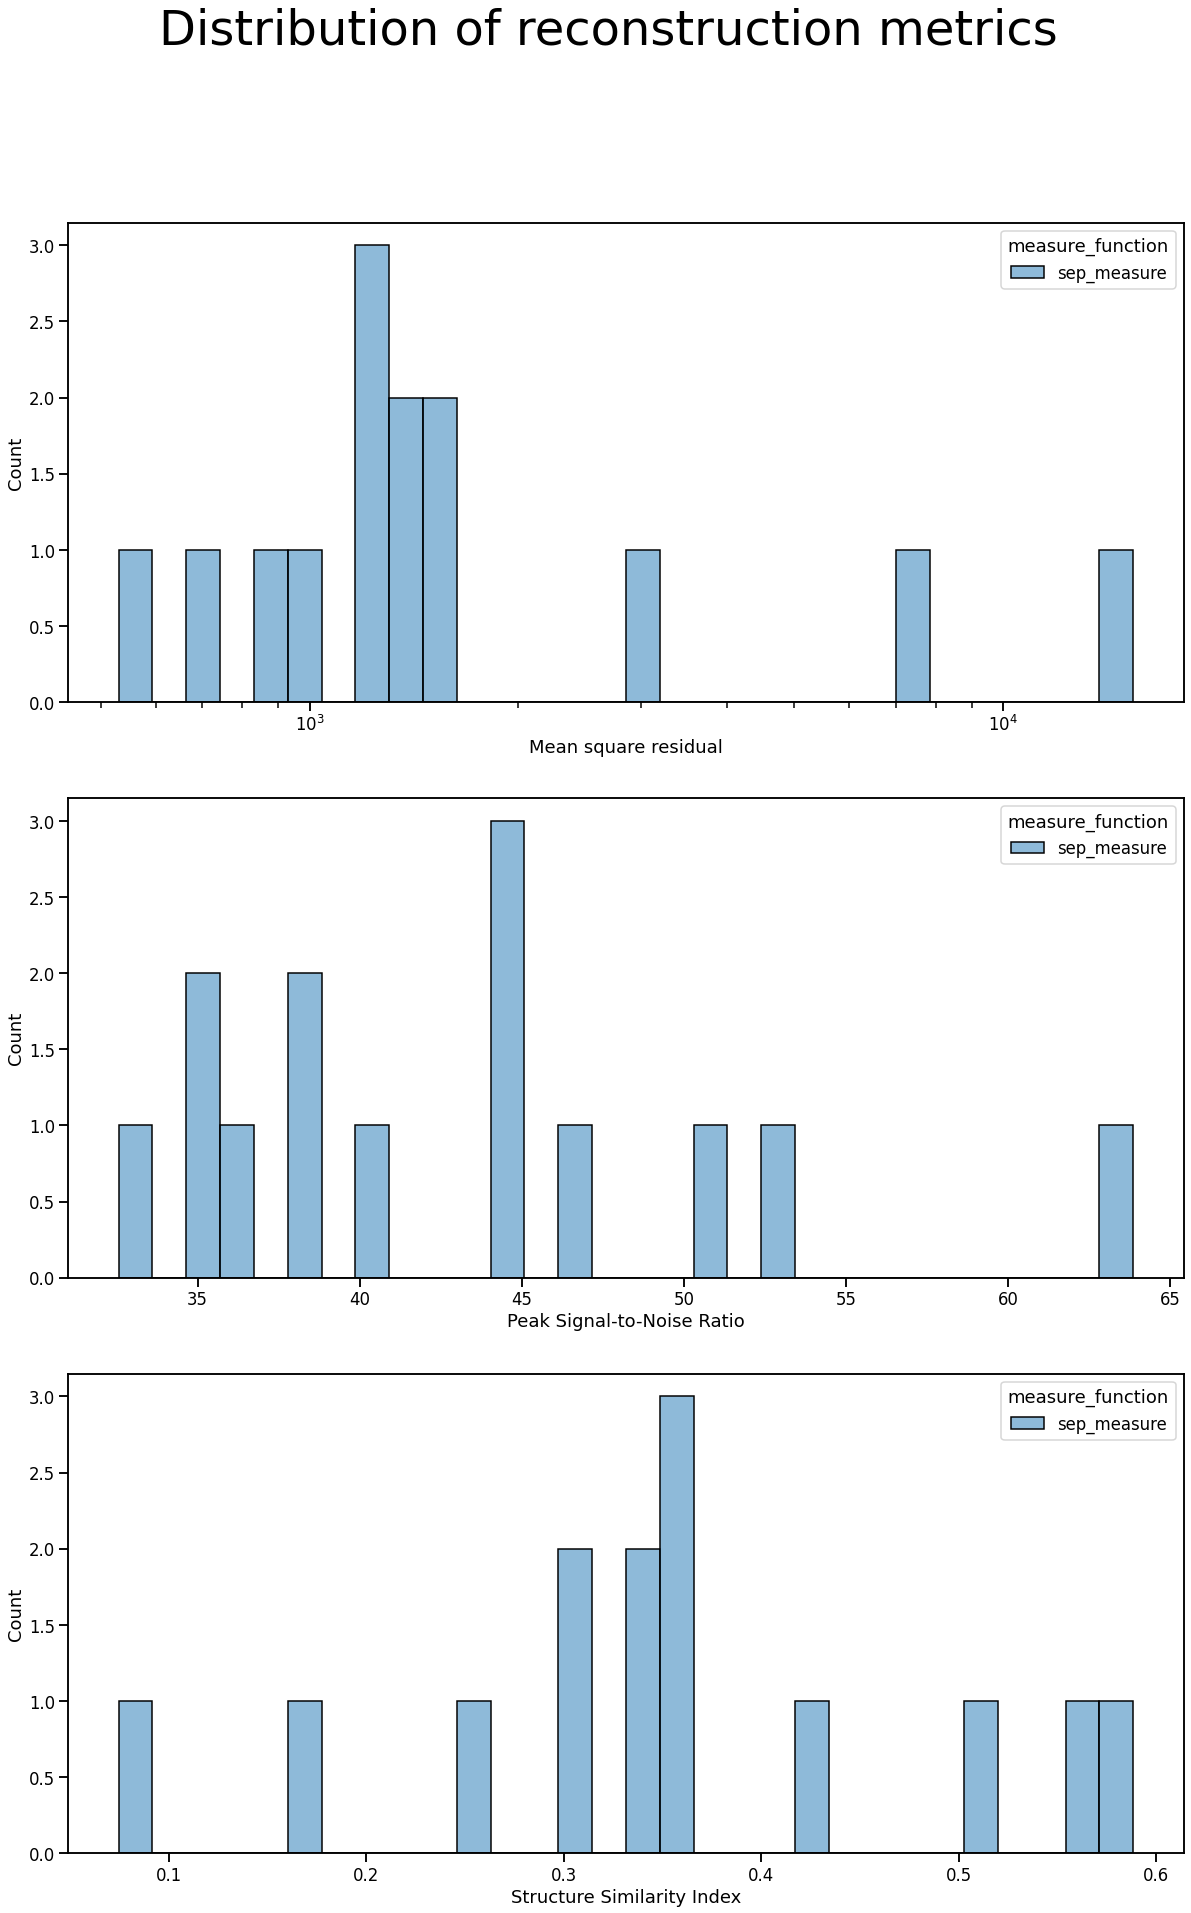 Distribution of reconstruction metrics
measure_function
sep_measure
3.0
2.5
2.0
1.5
1.0
0.5
0.0
Count
10³
10⁴
Mean square residual
measure_function
sep_measure
3.0
2.5
2.0
1.5
1.0
0.5
0.0
Count
35 40 45 50 55 60 65
Peak Signal-to-Noise Ratio
measure_function
sep_measure
3.0
2.5
2.0
1.5
1.0
0.5
0.0
Count
0.1 0.2 0.3 0.4 0.5 0.6
Structure Similarity Index